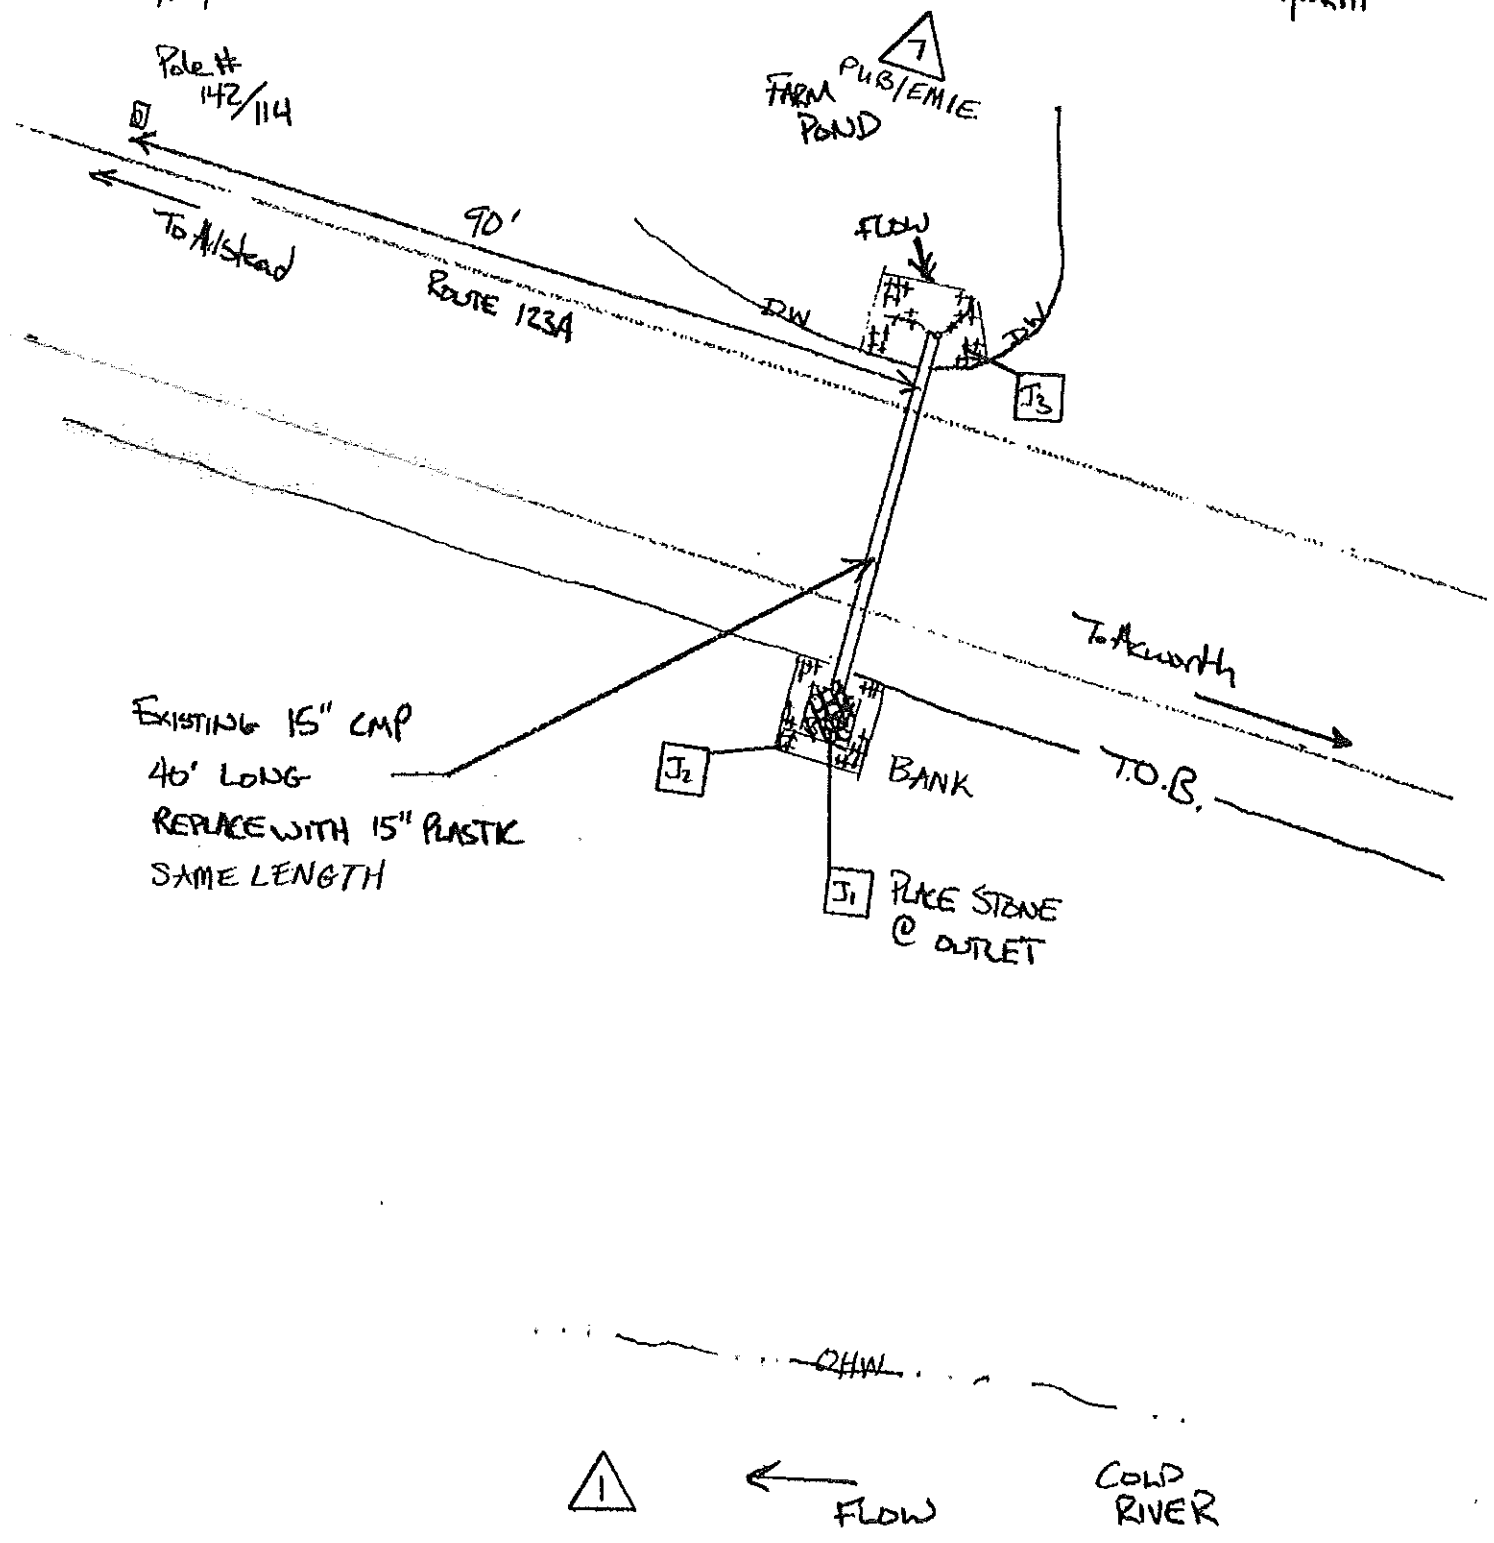 Pole #
142/114
7
PUB/EMIE
FARM
POND
To Alstead
90'
ROUTE 123A
FLOW
DW
DW
J3
To Acworth
EXISTING 15" CMP
40' LONG
REPLACE WITH 15" PLASTIC
SAME LENGTH
J2
BANK
T.O.B.
J1
PLACE STONE
@ OUTLET
OHW
1
FLOW
COLD
RIVER